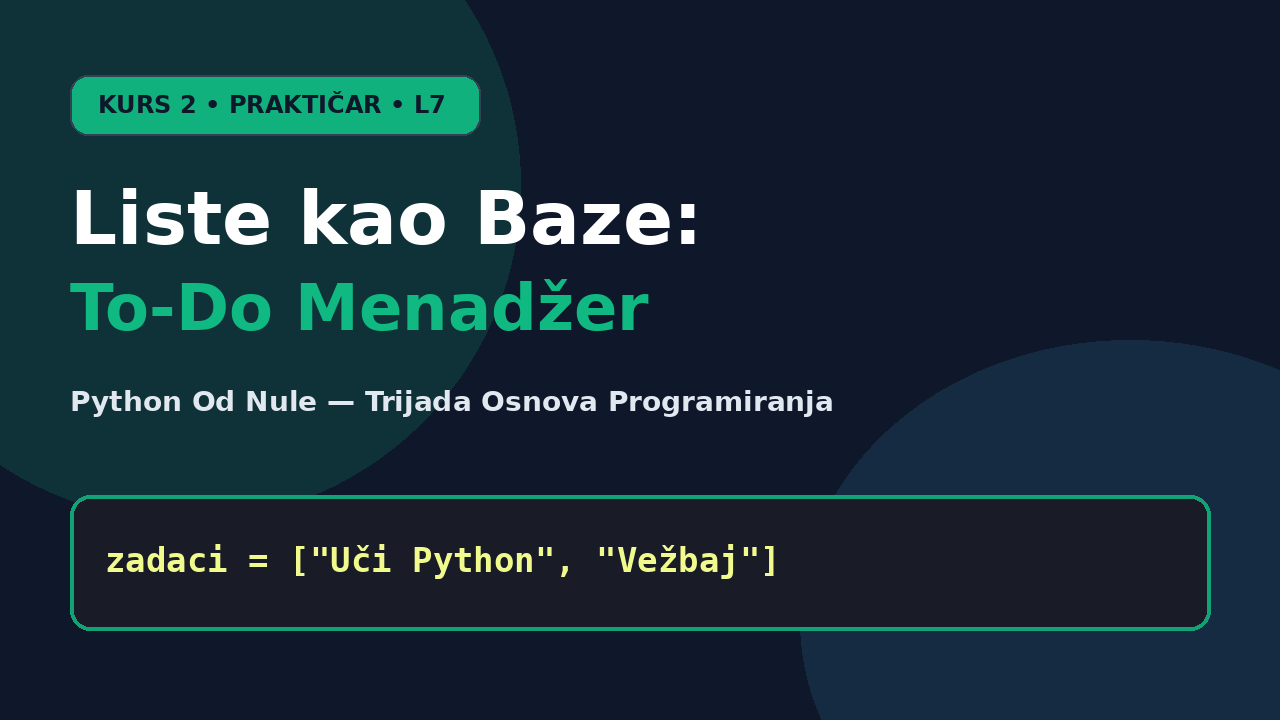 KURS 2 • PRAKTIČAR • L7
Liste kao Baze:
To-Do Menadžer
Python Od Nule — Trijada Osnova Programiranja
zadaci = ["Uči Python", "Vežbaj"]